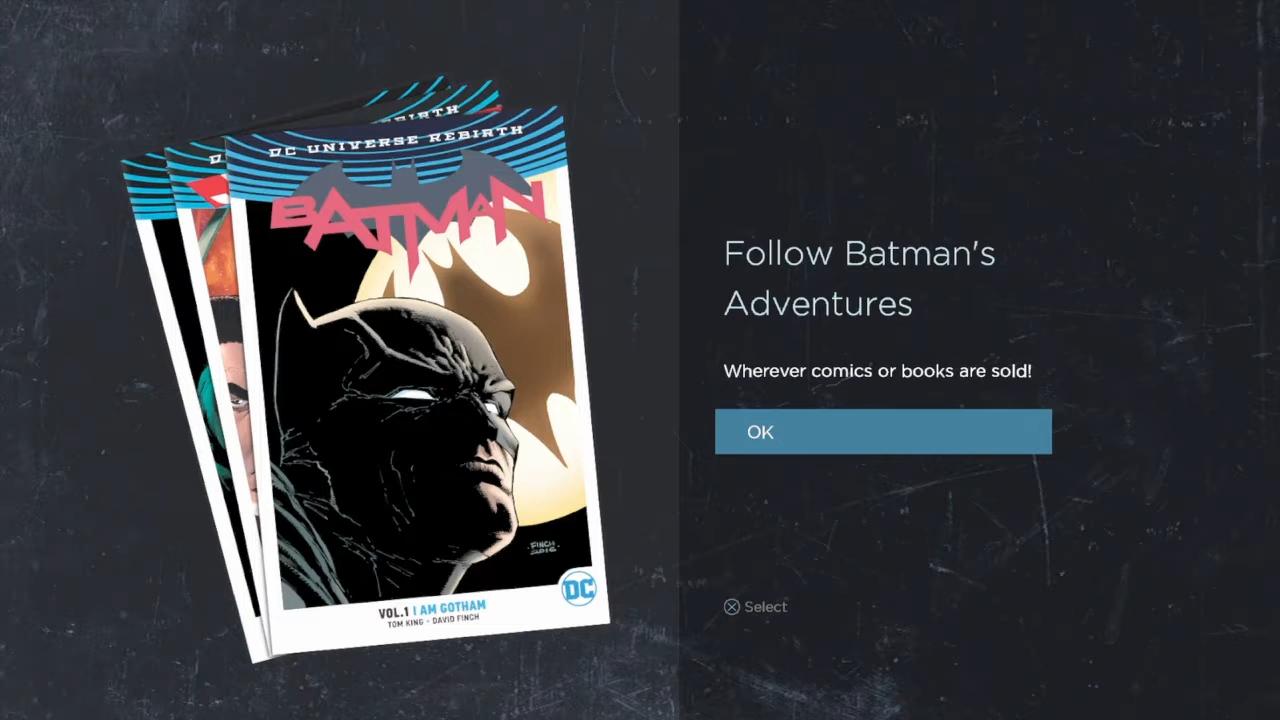 DC UNIVERSE REBIRTH
BATMAN
FINCH
2016
DC
VOL.1 I AM GOTHAM
TOM KING - DAVID FINCH
Follow Batman's
Adventures
Wherever comics or books are sold!
OK
Select